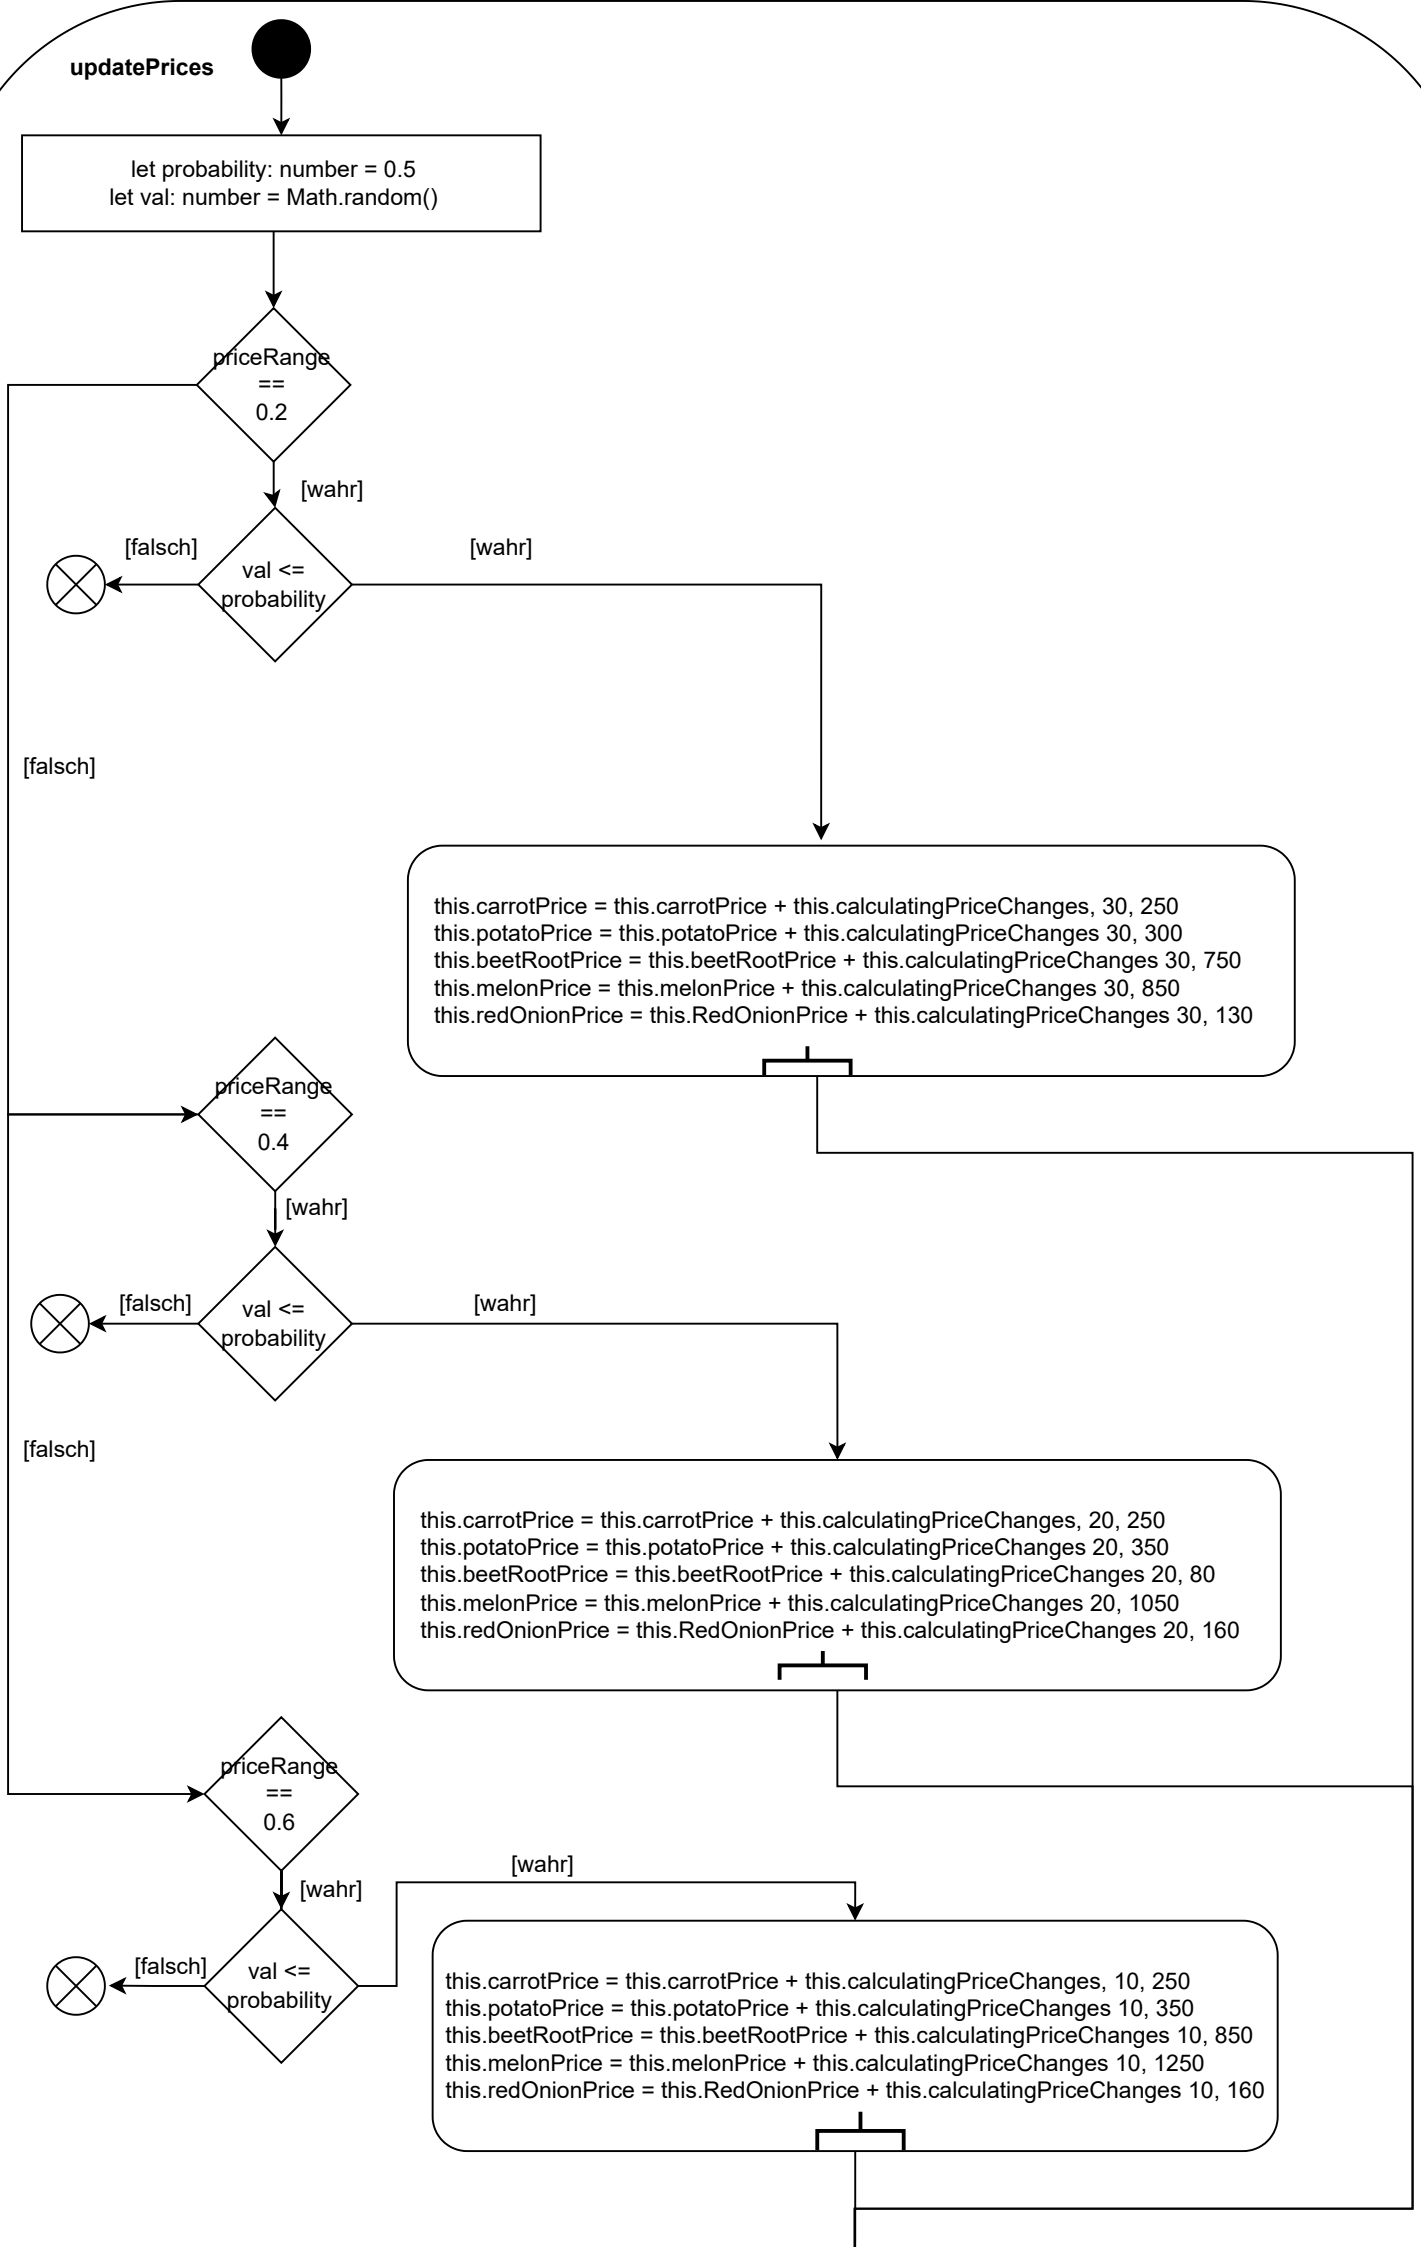 updatePrices
let probability: number = 0.5
let val: number = Math.random()
priceRange
==
0.2
[wahr]
[falsch]
[wahr]
val <=
probability
[falsch]
this.carrotPrice = this.carrotPrice + this.calculatingPriceChanges, 30, 250
this.potatoPrice = this.potatoPrice + this.calculatingPriceChanges 30, 300
this.beetRootPrice = this.beetRootPrice + this.calculatingPriceChanges 30, 750
this.melonPrice = this.melonPrice + this.calculatingPriceChanges 30, 850
this.redOnionPrice = this.RedOnionPrice + this.calculatingPriceChanges 30, 130
priceRange
==
0.4
[wahr]
[falsch]
[wahr]
val <=
probability
[falsch]
this.carrotPrice = this.carrotPrice + this.calculatingPriceChanges, 20, 250
this.potatoPrice = this.potatoPrice + this.calculatingPriceChanges 20, 350
this.beetRootPrice = this.beetRootPrice + this.calculatingPriceChanges 20, 80
this.melonPrice = this.melonPrice + this.calculatingPriceChanges 20, 1050
this.redOnionPrice = this.RedOnionPrice + this.calculatingPriceChanges 20, 160
priceRange
==
0.6
[wahr]
[wahr]
[falsch]
val <=
probability
this.carrotPrice = this.carrotPrice + this.calculatingPriceChanges, 10, 250
this.potatoPrice = this.potatoPrice + this.calculatingPriceChanges 10, 350
this.beetRootPrice = this.beetRootPrice + this.calculatingPriceChanges 10, 850
this.melonPrice = this.melonPrice + this.calculatingPriceChanges 10, 1250
this.redOnionPrice = this.RedOnionPrice + this.calculatingPriceChanges 10, 160